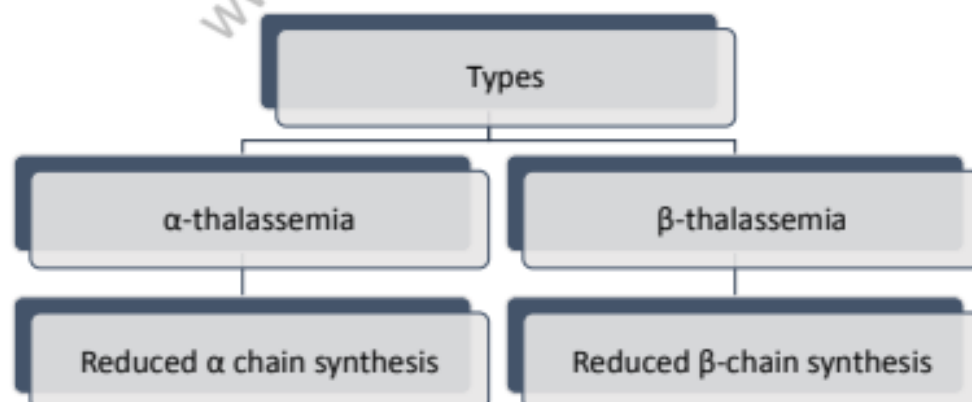 w
Types
α-thalassemia
β-thalassemia
Reduced α chain synthesis
Reduced β-chain synthesis